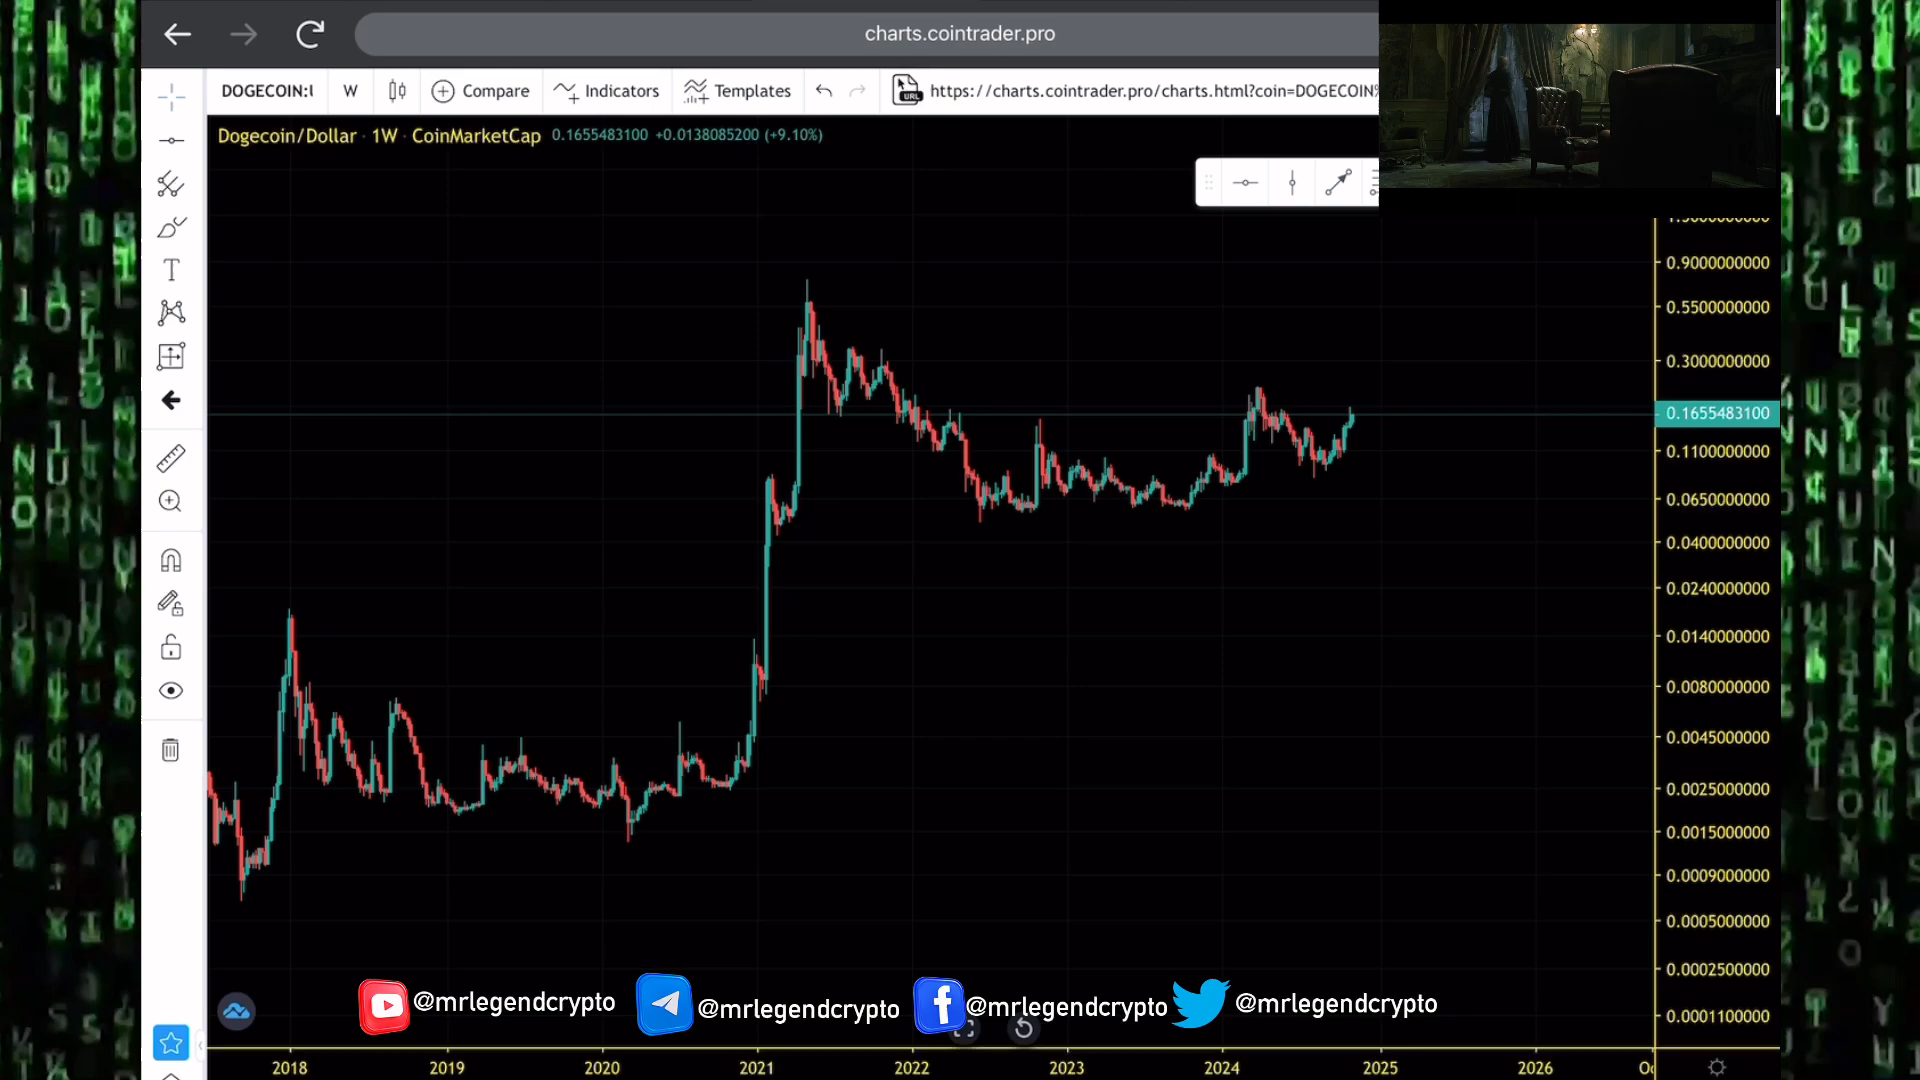 charts.cointrader.pro
DOGECOIN:l
W
Compare
Indicators
Templates
URL
https://charts.cointrader.pro/charts.html?coin=DOGECOIN%
Dogecoin/Dollar · 1W · CoinMarketCap 0.1655483100 +0.0138085200 (+9.10%)
0.9000000000
0.5500000000
0.3000000000
0.1655483100
0.1100000000
0.0650000000
0.0400000000
0.0240000000
0.0140000000
0.0080000000
0.0045000000
0.0025000000
0.0015000000
0.0009000000
0.0005000000
0.0002500000
0.0001100000
@mrlegendcrypto
@mrlegendcrypto
@mrlegendcrypto
@mrlegendcrypto
2018
2019
2020
2021
2022
2023
2024
2025
2026